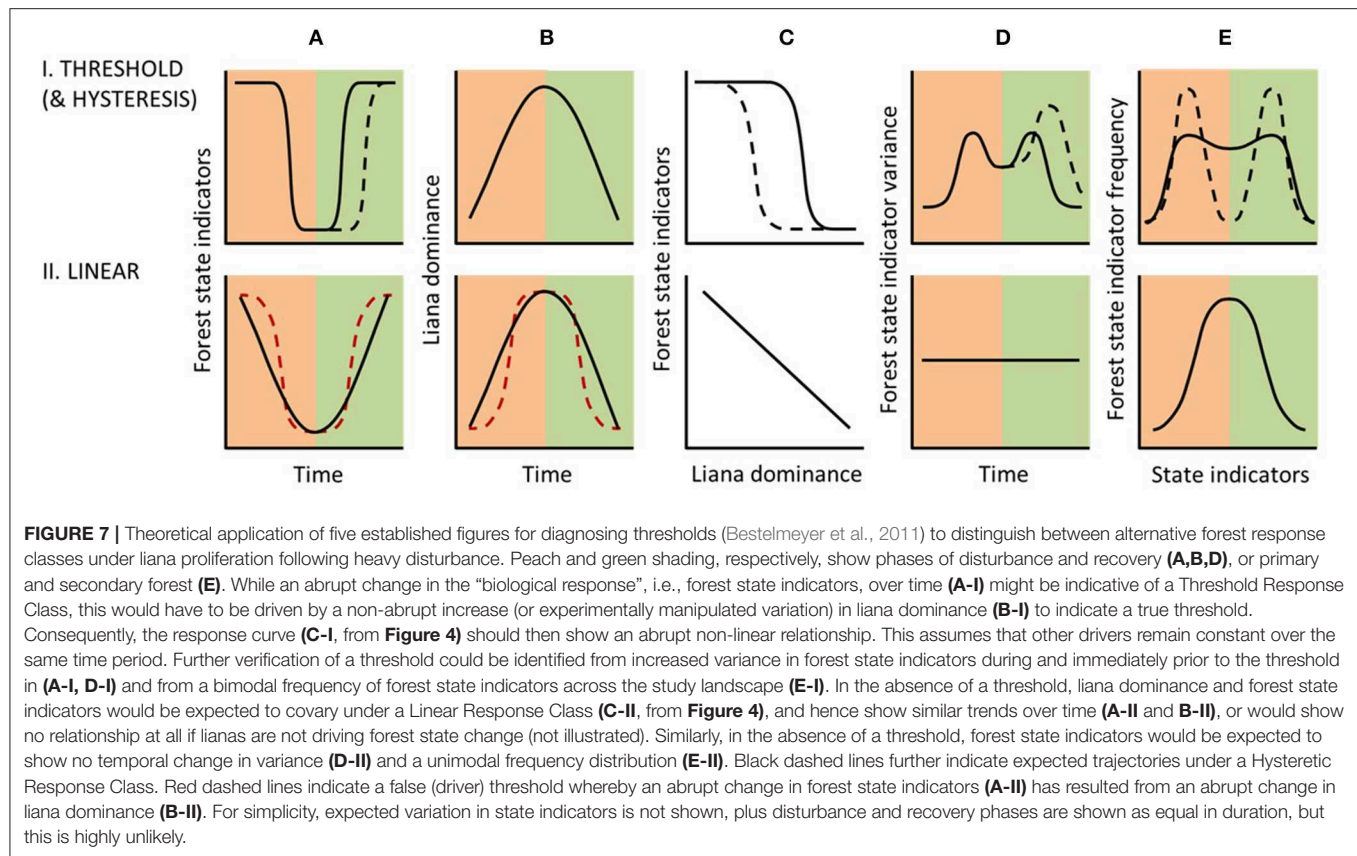 A
B
C
D
E
I. THRESHOLD
(& HYSTERESIS)
Forest state indicators
Liana dominance
Forest state indicators
Forest state indicator variance
Forest state indicator frequency
II. LINEAR
Time
Time
Liana dominance
Time
State indicators
FIGURE 7 | Theoretical application of five established figures for diagnosing thresholds (Bestelmeyer et al., 2011) to distinguish between alternative forest response
classes under liana proliferation following heavy disturbance. Peach and green shading, respectively, show phases of disturbance and recovery (A,B,D), or primary
and secondary forest (E). While an abrupt change in the “biological response”, i.e., forest state indicators, over time (A-I) might be indicative of a Threshold Response
Class, this would have to be driven by a non-abrupt increase (or experimentally manipulated variation) in liana dominance (B-I) to indicate a true threshold.
Consequently, the response curve (C-I, from Figure 4) should then show an abrupt non-linear relationship. This assumes that other drivers remain constant over the
same time period. Further verification of a threshold could be identified from increased variance in forest state indicators during and immediately prior to the threshold
in (A-I, D-I) and from a bimodal frequency of forest state indicators across the study landscape (E-I). In the absence of a threshold, liana dominance and forest state
indicators would be expected to covary under a Linear Response Class (C-II, from Figure 4), and hence show similar trends over time (A-II and B-II), or would show
no relationship at all if lianas are not driving forest state change (not illustrated). Similarly, in the absence of a threshold, forest state indicators would be expected to
show no temporal change in variance (D-II) and a unimodal frequency distribution (E-II). Black dashed lines further indicate expected trajectories under a Hysteretic
Response Class. Red dashed lines indicate a false (driver) threshold whereby an abrupt change in forest state indicators (A-II) has resulted from an abrupt change in
liana dominance (B-II). For simplicity, expected variation in state indicators is not shown, plus disturbance and recovery phases are shown as equal in duration, but
this is highly unlikely.